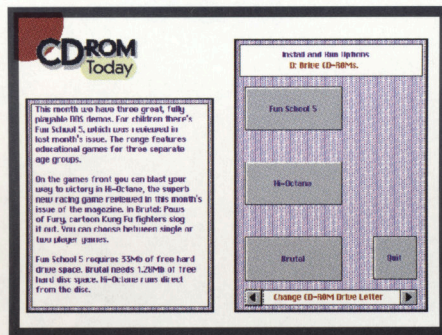 CD-ROM
Today
This month we have three great, fully
playable DOS demos. For children there's
Fun School 5, which was reviewed in
last month's issue. The range features
educational games for three separate
age groups.
On the games front you can blast your
way to victory in Hi-Octane, the superb
new racing game reviewed in this month's
issue of the magazine. In Brutal: Paws
of Fury, cartoon Kung Fu fighters slog
it out. You can choose between single or
two player games.
Fun School 5 requires 33Mb of free hard
drive space. Brutal needs 1.28Mb of free
hard disc space. Hi-Octane runs direct
from the disc.
Install and Run Options
D: Drive CD-ROMs.
Fun School 5
Hi-Octane
Brutal
Quit
Change CD-ROM Drive Letter